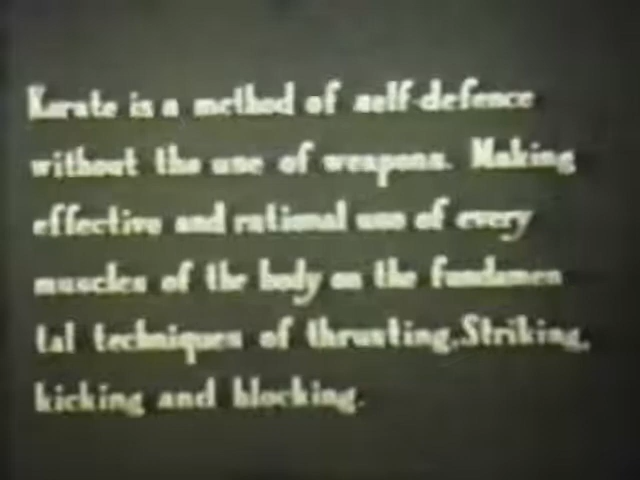 Karate is a method of self-defence
without the use of weapons. Making
effective and rational use of every
muscles of the body on the fundamen
tal techniques of thrusting,Striking,
kicking and blocking.